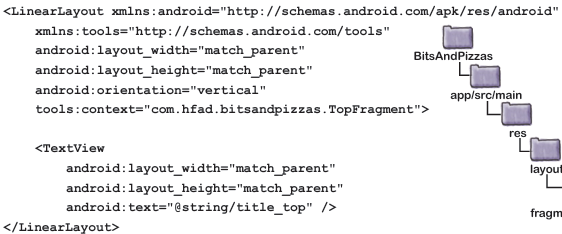 <LinearLayout xmlns:android="http://schemas.android.com/apk/res/android"
    xmlns:tools="http://schemas.android.com/tools"
    android:layout_width="match_parent"
    android:layout_height="match_parent"
    android:orientation="vertical"
    tools:context="com.hfad.bitsandpizzas.TopFragment">
    <TextView
        android:layout_width="match_parent"
        android:layout_height="match_parent"
        android:text="@string/title_top" />
</LinearLayout>
BitsAndPizzas
app/src/main
res
layout
fragm